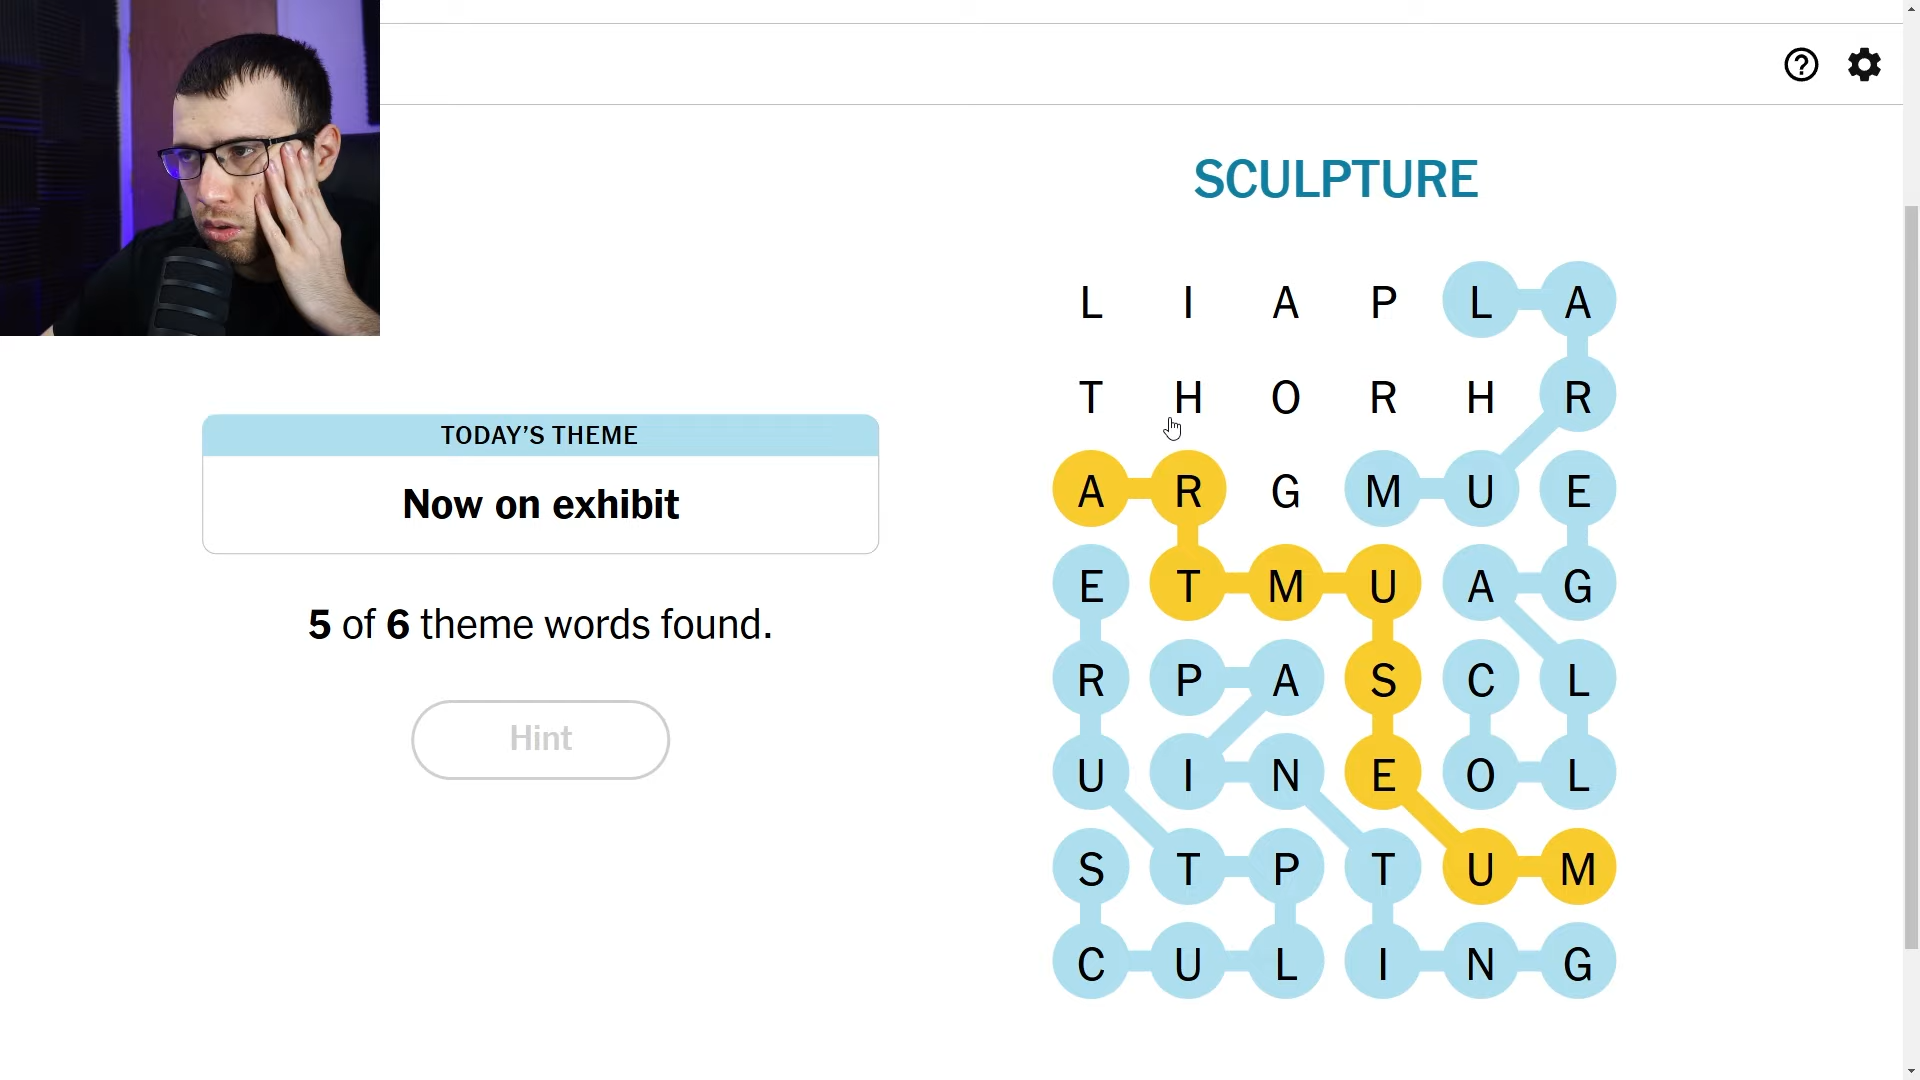 SCULPTURE
TODAY'S THEME
Now on exhibit
5 of 6 theme words found.
Hint
L I A P L A
T H O R H R
A R G M U E
E T M U A G
R P A S C L
U I N E O L
S T P T U M
C U L I N G